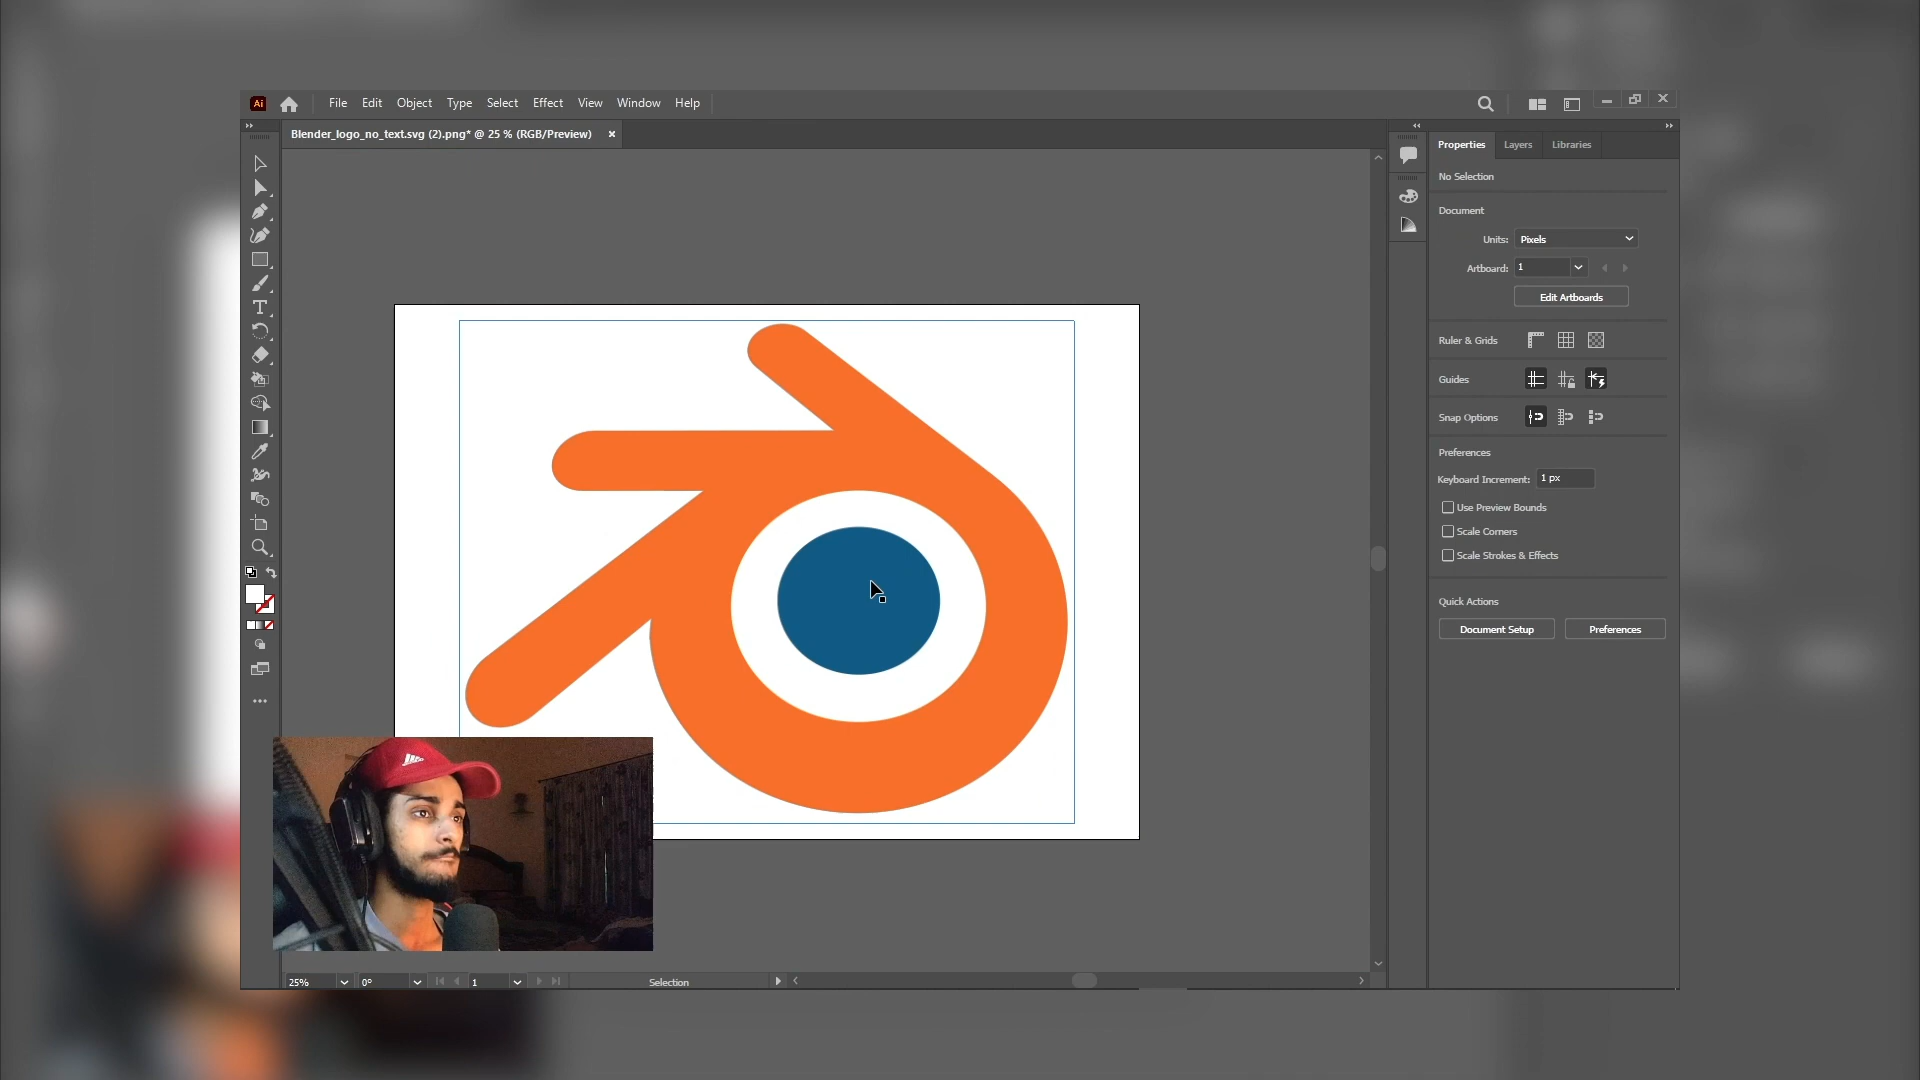 Ai File Edit Object Type Select Effect View Window Help
Blender_logo_no_text.svg (2).png* @ 25 % (RGB/Preview) ×
Properties Layers Libraries
No Selection
Document
Units: Pixels
Artboard: 1
Edit Artboards
Ruler & Grids
Guides
Snap Options
Preferences
Keyboard Increment: 1 px
Use Preview Bounds
Scale Corners
Scale Strokes & Effects
Quick Actions
Document Setup Preferences
25% 0° 1 Selection